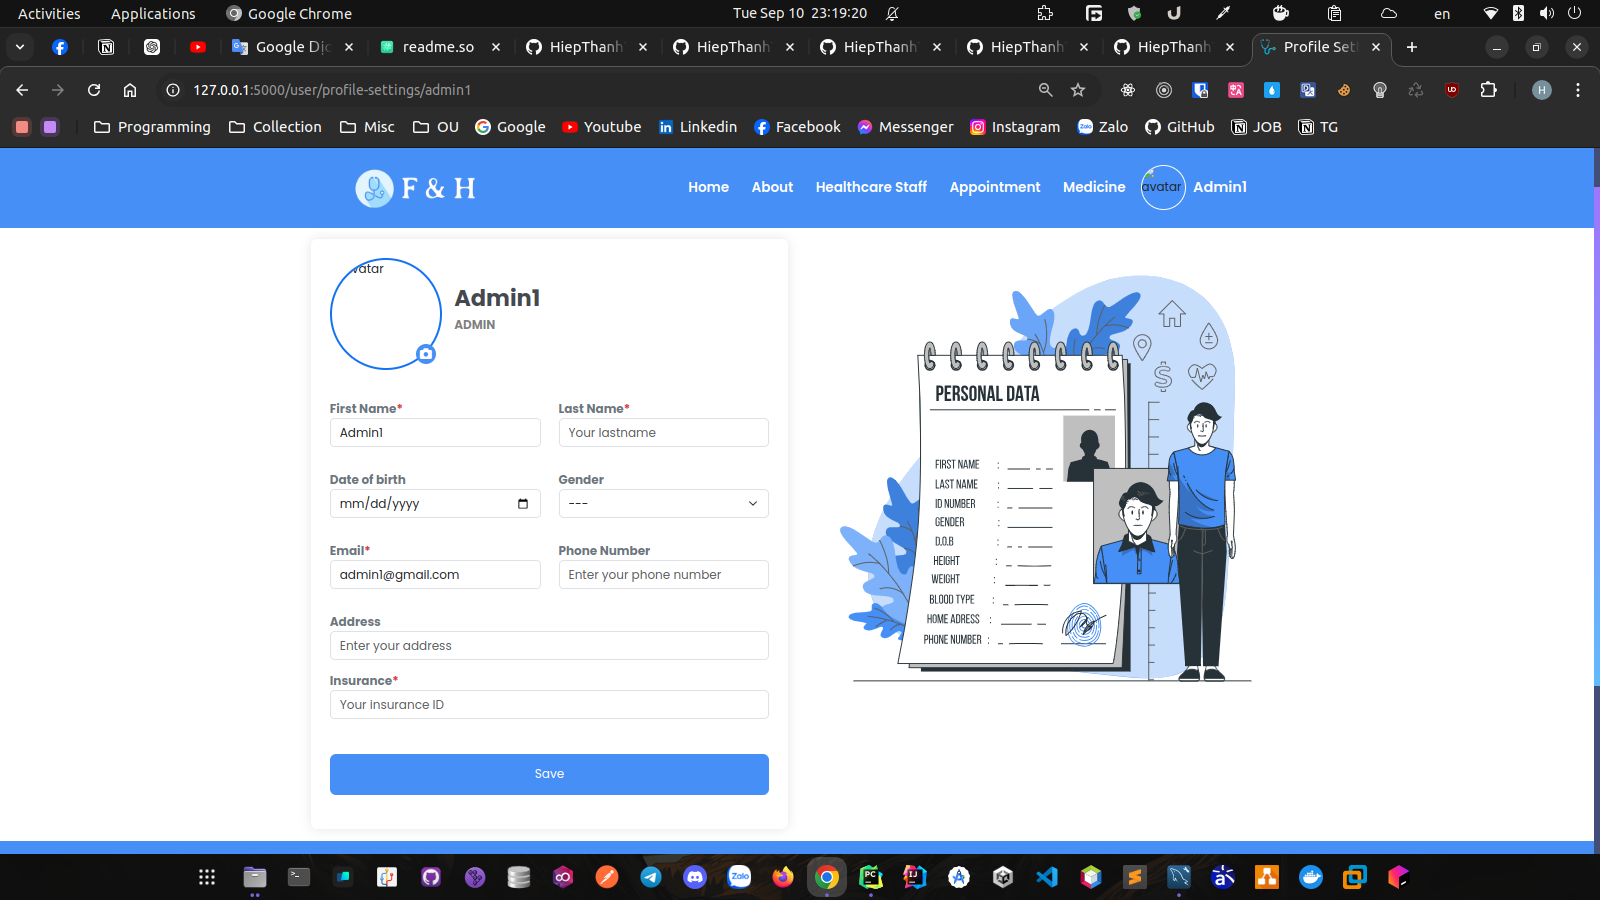 Activities Applications Google Chrome Tue Sep 10 23:19:20 en
Google Dic readme.so HiepThanh HiepThanh HiepThanh HiepThanh HiepThanh Profile Sett
127.0.0.1:5000/user/profile-settings/admin1
Programming Collection Misc OU Google Youtube Linkedin Facebook Messenger Instagram Zalo GitHub JOB TG
F & H Home About Healthcare Staff Appointment Medicine avatar Admin1
vatar
Admin1
ADMIN
First Name* Last Name*
Admin1 Your lastname
Date of birth Gender
mm/dd/yyyy ---
Email* Phone Number
admin1@gmail.com Enter your phone number
Address
Enter your address
Insurance*
Your insurance ID
Save
PERSONAL DATA
FIRST NAME :
LAST NAME :
ID NUMBER :
GENDER :
D.O.B :
HEIGHT :
WEIGHT :
BLOOD TYPE :
HOME ADRESS :
PHONE NUMBER :